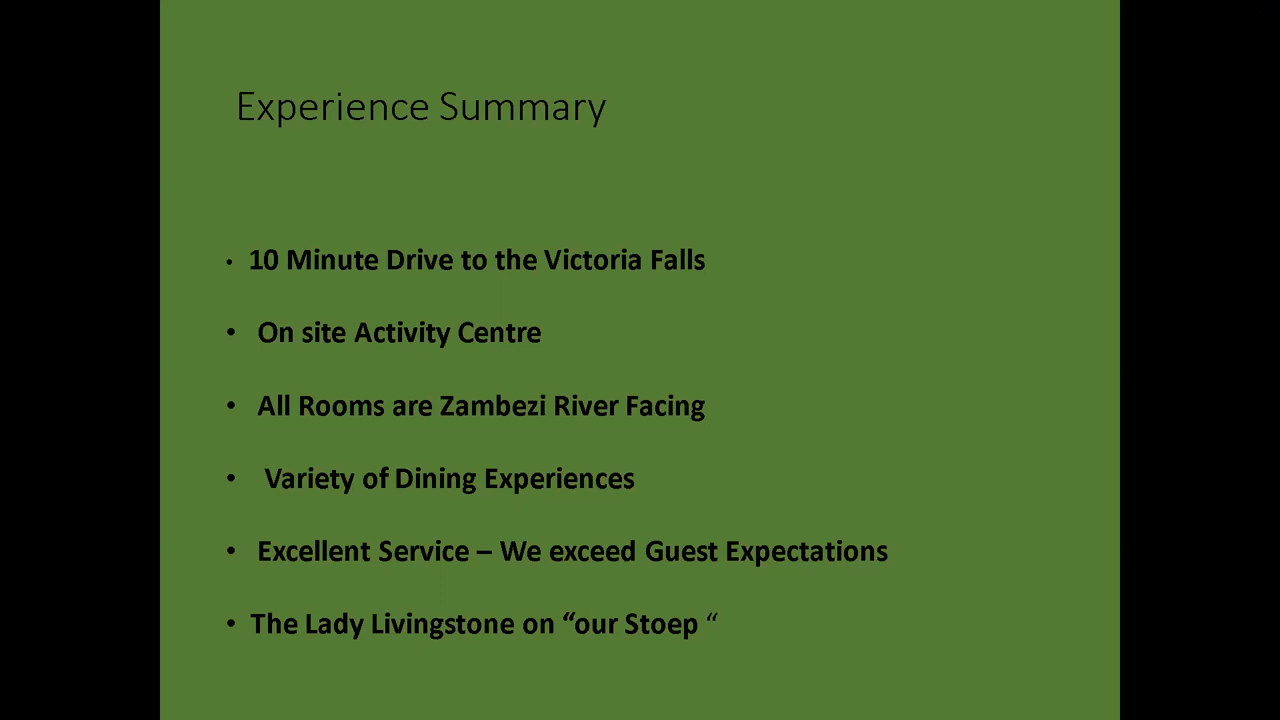 Experience Summary
• 10 Minute Drive to the Victoria Falls
• On site Activity Centre
• All Rooms are Zambezi River Facing
• Variety of Dining Experiences
• Excellent Service – We exceed Guest Expectations
• The Lady Livingstone on “our Stoep “